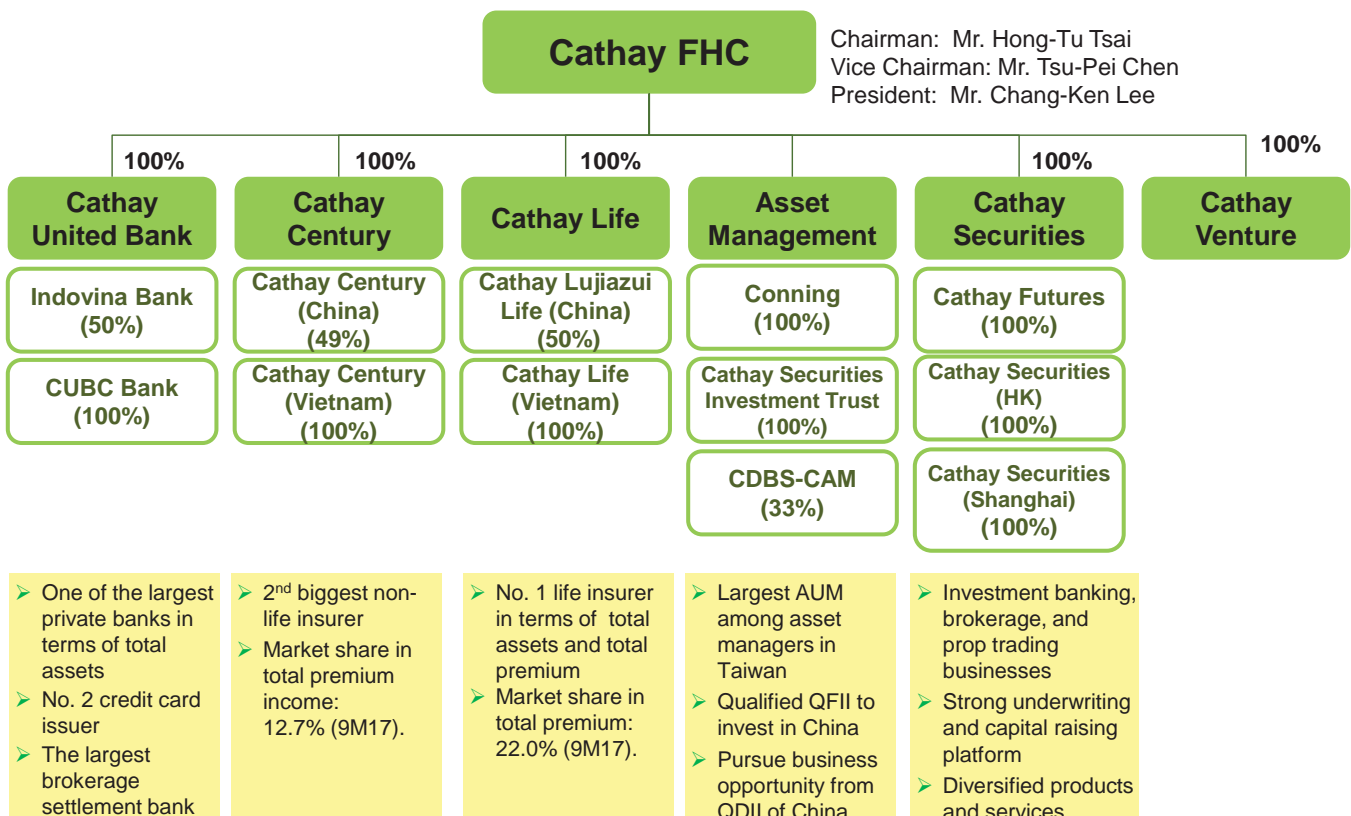 Cathay FHC
Chairman: Mr. Hong-Tu Tsai
Vice Chairman: Mr. Tsu-Pei Chen
President: Mr. Chang-Ken Lee
100%
100%
100%
100%
100%
Cathay
United Bank
Cathay
Century
Cathay Life
Asset
Management
Cathay
Securities
Cathay
Venture
Indovina Bank
(50%)
CUBC Bank
(100%)
Cathay Century
(China)
(49%)
Cathay Century
(Vietnam)
(100%)
Cathay Lujiazui
Life (China)
(50%)
Cathay Life
(Vietnam)
(100%)
Conning
(100%)
Cathay Securities
Investment Trust
(100%)
CDBS-CAM
(33%)
Cathay Futures
(100%)
Cathay Securities
(HK)
(100%)
Cathay Securities
(Shanghai)
(100%)
➢ One of the largest
private banks in
terms of total
assets
➢ No. 2 credit card
issuer
➢ The largest
brokerage
settlement bank
➢ 2nd biggest non-
life insurer
➢ Market share in
total premium
income:
12.7% (9M17).
➢ No. 1 life insurer
in terms of total
assets and total
premium
➢ Market share in
total premium:
22.0% (9M17).
➢ Largest AUM
among asset
managers in
Taiwan
➢ Qualified QFII to
invest in China
➢ Pursue business
opportunity from
QDII of China
➢ Investment banking,
brokerage, and
prop trading
businesses
➢ Strong underwriting
and capital raising
platform
➢ Diversified products
and services